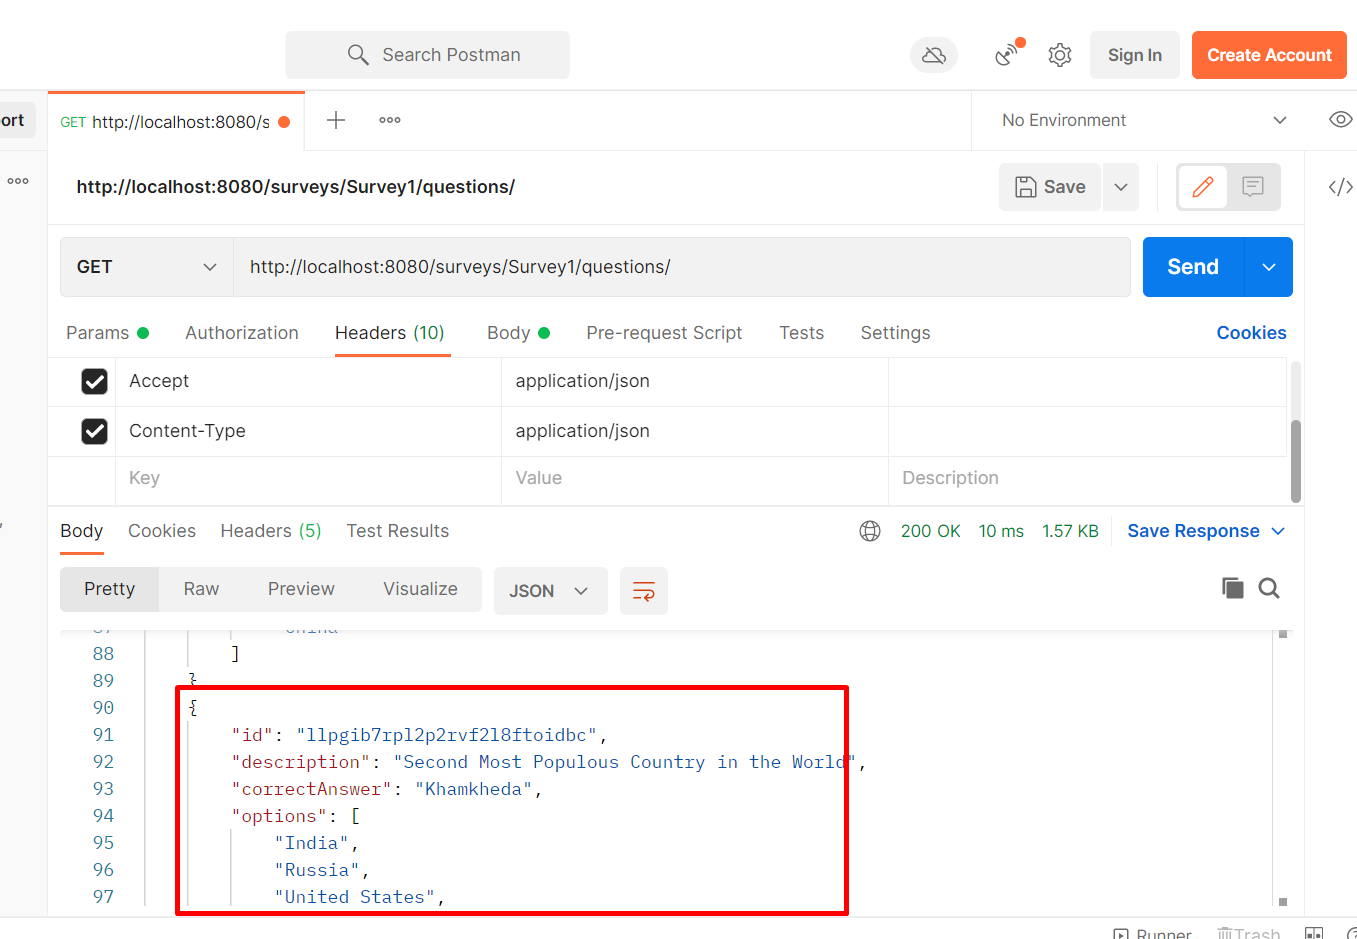 Search Postman
Sign In
Create Account
ort
GET http://localhost:8080/s
No Environment
http://localhost:8080/surveys/Survey1/questions/
Save
</>
GET
http://localhost:8080/surveys/Survey1/questions/
Send
Params
Authorization
Headers (10)
Body
Pre-request Script
Tests
Settings
Cookies
Accept
application/json
Content-Type
application/json
Key
Value
Description
Body
Cookies
Headers (5)
Test Results
200 OK
10 ms
1.57 KB
Save Response
Pretty
Raw
Preview
Visualize
JSON
87 "China"
88 ]
89 }
90 {
91 "id": "llpgib7rpl2p2rvf2l8ftoidbc",
92 "description": "Second Most Populous Country in the World",
93 "correctAnswer": "Khamkheda",
94 "options": [
95 "India",
96 "Russia",
97 "United States",
Runner
Trash